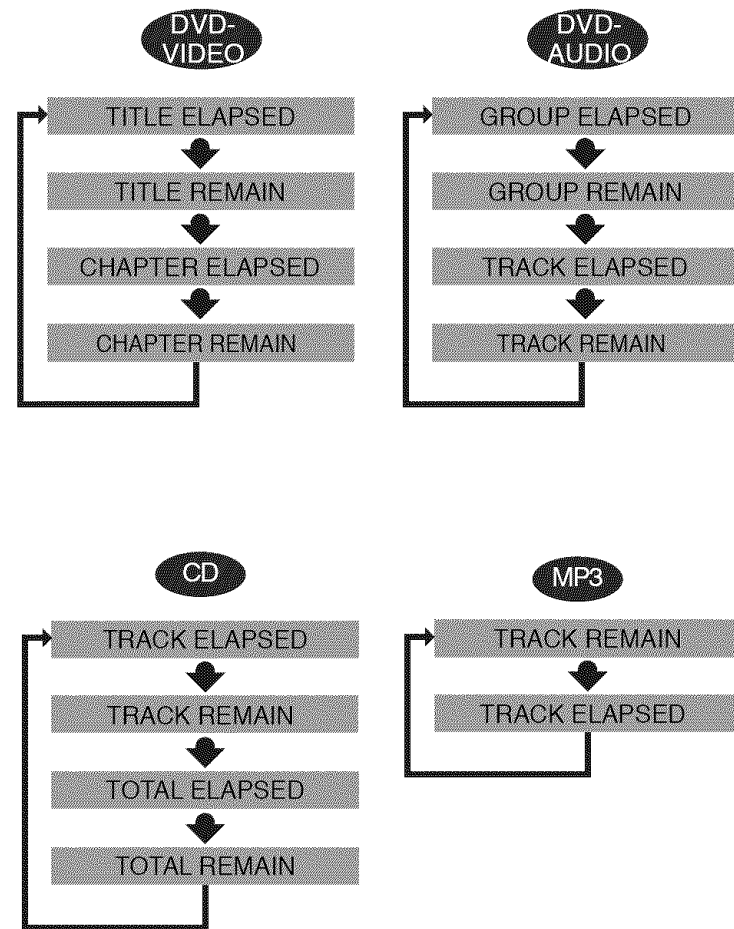 DVD-
VIDEO
TITLE ELAPSED
TITLE REMAIN
CHAPTER ELAPSED
CHAPTER REMAIN
DVD-
AUDIO
GROUP ELAPSED
GROUP REMAIN
TRACK ELAPSED
TRACK REMAIN
CD
TRACK ELAPSED
TRACK REMAIN
TOTAL ELAPSED
TOTAL REMAIN
MP3
TRACK REMAIN
TRACK ELAPSED